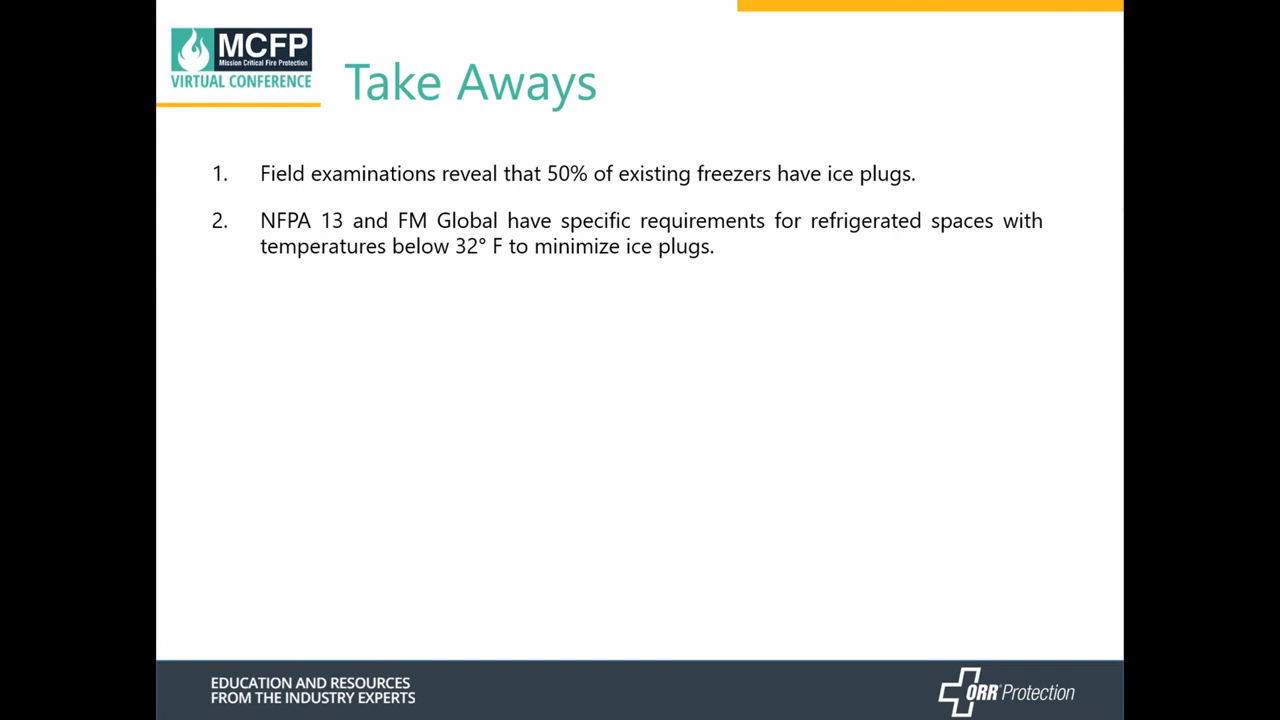 MCFP
Mission Critical Fire Protection
VIRTUAL CONFERENCE
Take Aways
1. Field examinations reveal that 50% of existing freezers have ice plugs.
2. NFPA 13 and FM Global have specific requirements for refrigerated spaces with
temperatures below 32° F to minimize ice plugs.
EDUCATION AND RESOURCES
FROM THE INDUSTRY EXPERTS
ORR® Protection